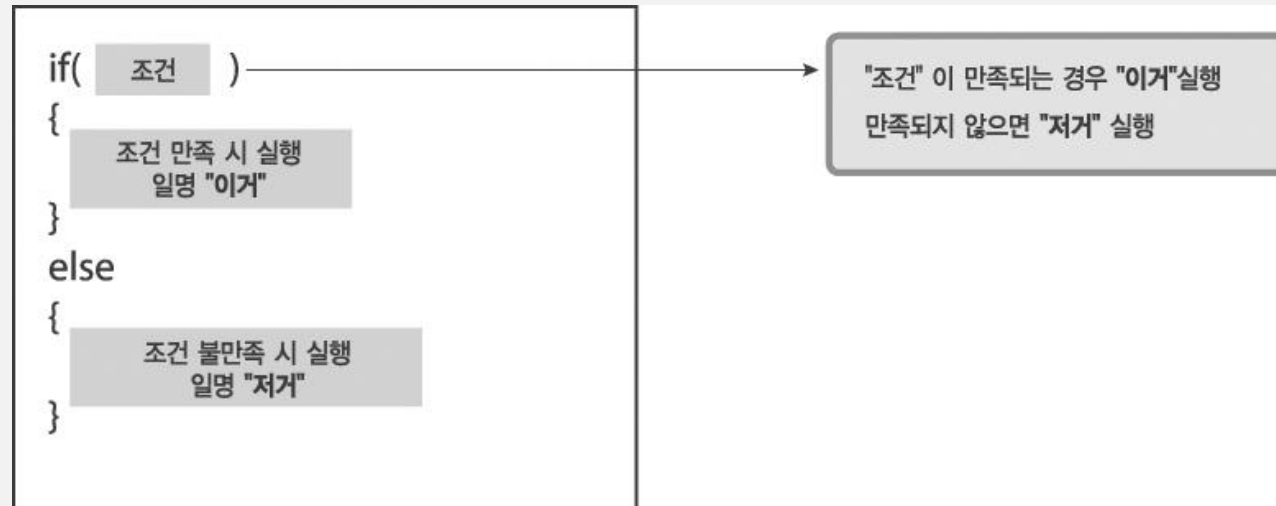 if( 조건 )
{
조건 만족 시 실행
일명 "이거"
}
else
{
조건 불만족 시 실행
일명 "저거"
}
"조건" 이 만족되는 경우 "이거"실행
만족되지 않으면 "저거" 실행